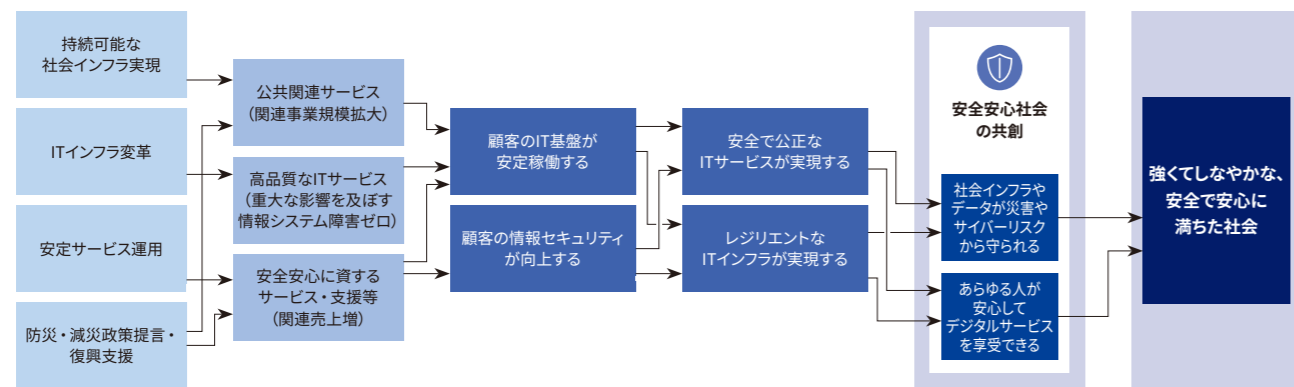 持続可能な
社会インフラ実現
ITインフラ変革
安定サービス運用
防災・減災政策提言・
復興支援
公共関連サービス
（関連事業規模拡大）
高品質なITサービス
（重大な影響を及ぼす
情報システム障害ゼロ）
安全安心に資する
サービス・支援等
（関連売上増）
顧客のIT基盤が
安定稼働する
顧客の情報セキュリティ
が向上する
安全で公正な
ITサービスが実現する
レジリエントな
ITインフラが実現する
安全安心社会
の共創
社会インフラや
データが災害や
サイバーリスク
から守られる
あらゆる人が
安心して
デジタルサービス
を享受できる
強くてしなやかな、
安全で安心に
満ちた社会